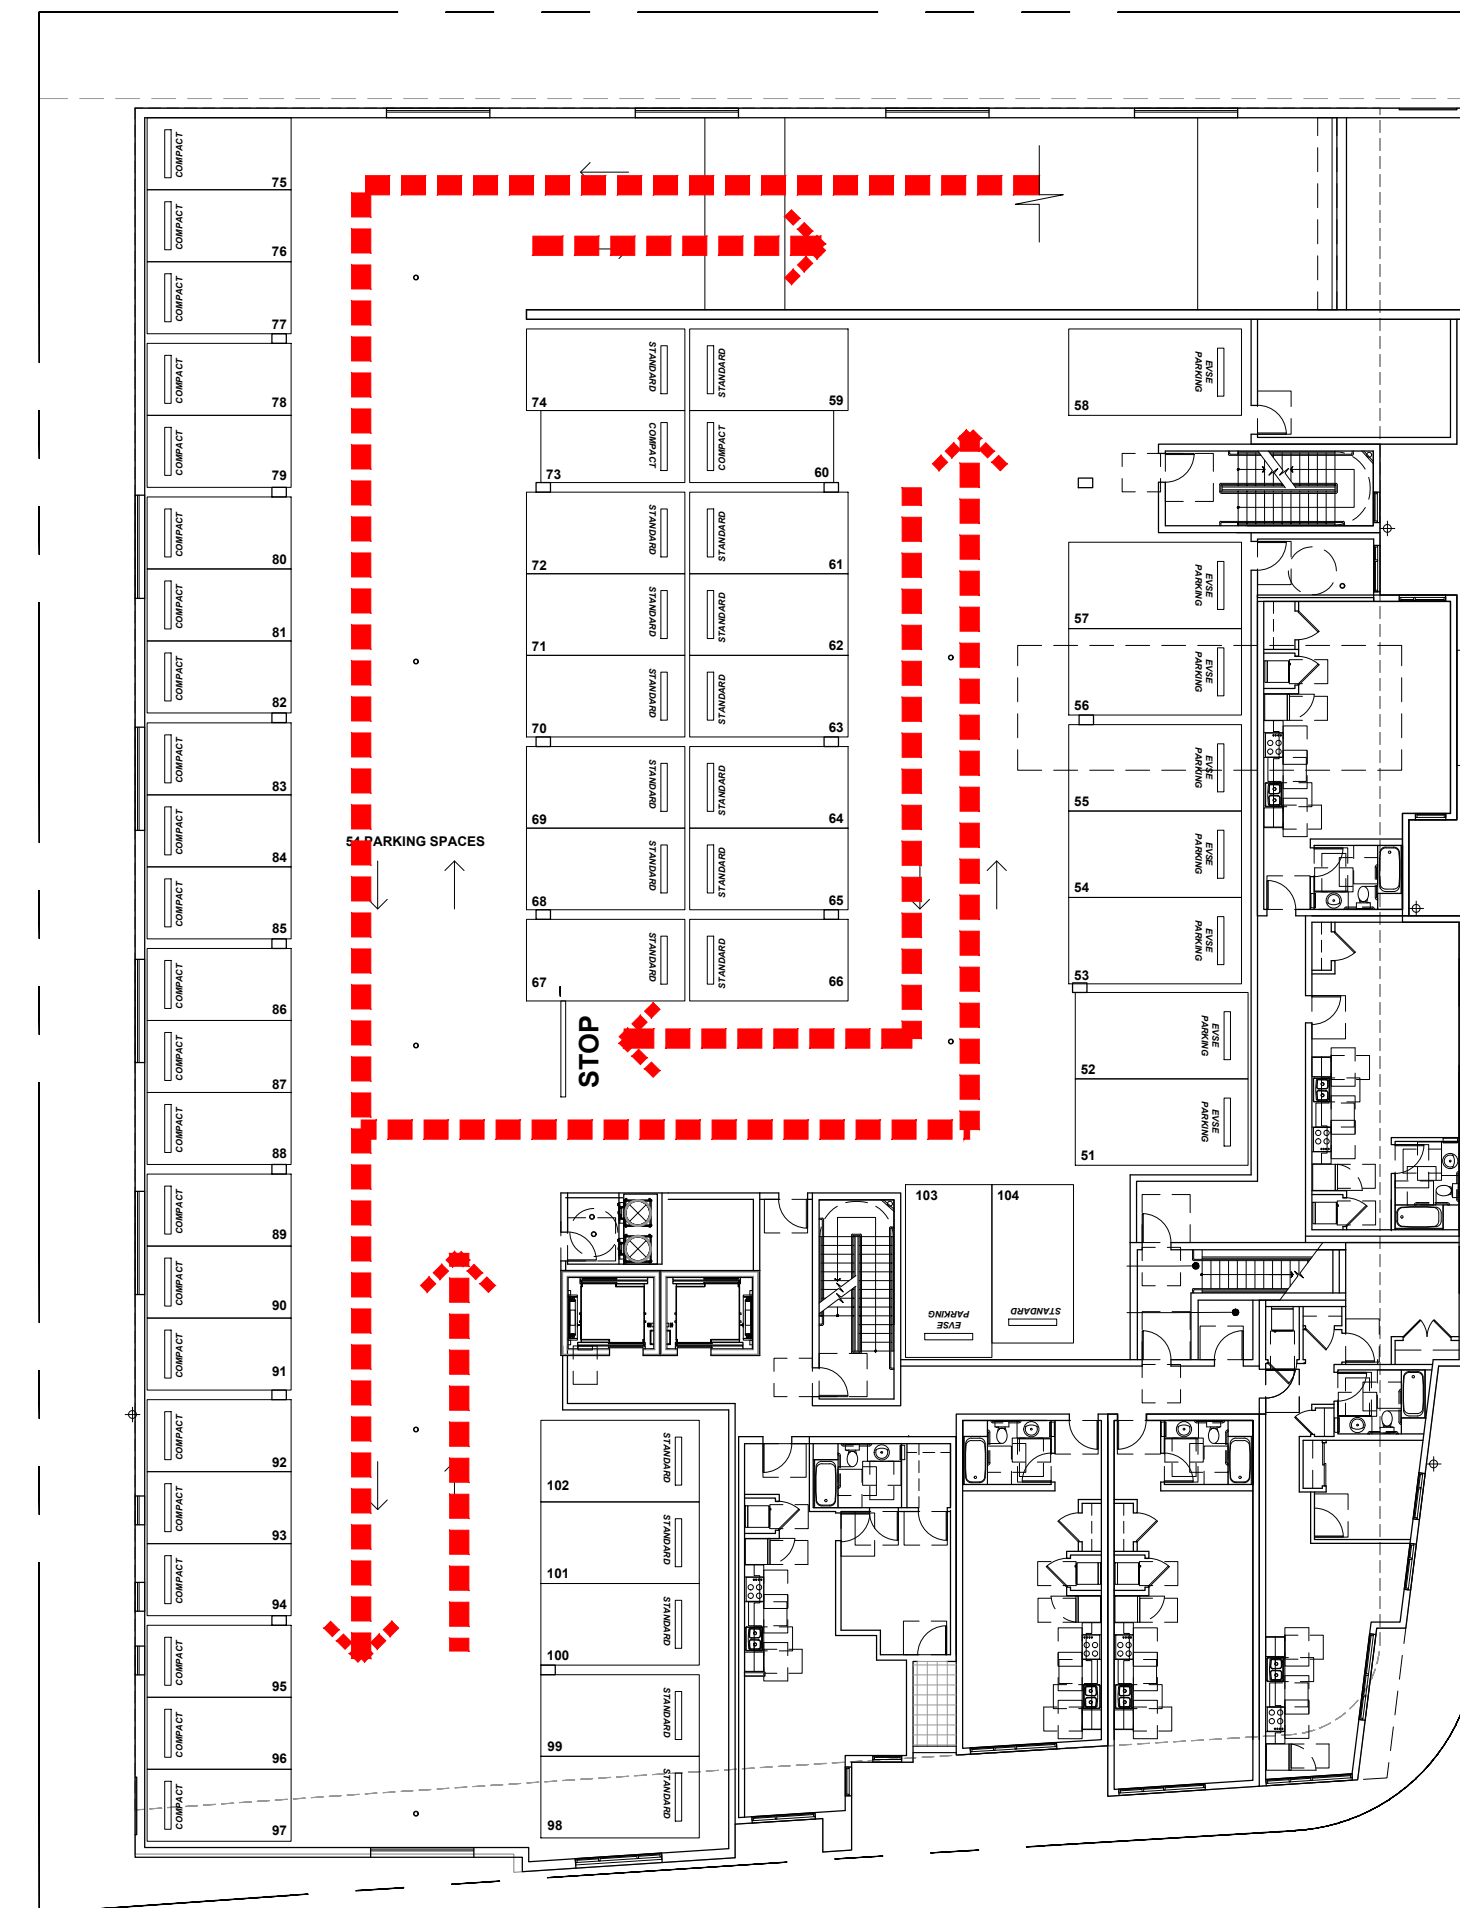 COMPACT
75
COMPACT
76
COMPACT
77
COMPACT
78
COMPACT
79
COMPACT
80
COMPACT
81
COMPACT
82
COMPACT
83
COMPACT
84
COMPACT
85
COMPACT
86
COMPACT
87
COMPACT
88
COMPACT
89
COMPACT
90
COMPACT
91
COMPACT
92
COMPACT
93
COMPACT
94
COMPACT
95
COMPACT
96
COMPACT
97
54 PARKING SPACES
STANDARD
74
COMPACT
73
STANDARD
72
STANDARD
71
STANDARD
70
STANDARD
69
STANDARD
68
STANDARD
67
STANDARD
59
COMPACT
60
STANDARD
61
STANDARD
62
STANDARD
63
STANDARD
64
STANDARD
65
STANDARD
66
STOP
EVSE
PARKING
58
EVSE
PARKING
57
EVSE
PARKING
56
EVSE
PARKING
55
EVSE
PARKING
54
EVSE
PARKING
53
EVSE
PARKING
52
EVSE
PARKING
51
103
EVSE
PARKING
104
STANDARD
STANDARD
102
STANDARD
101
STANDARD
100
STANDARD
99
STANDARD
98